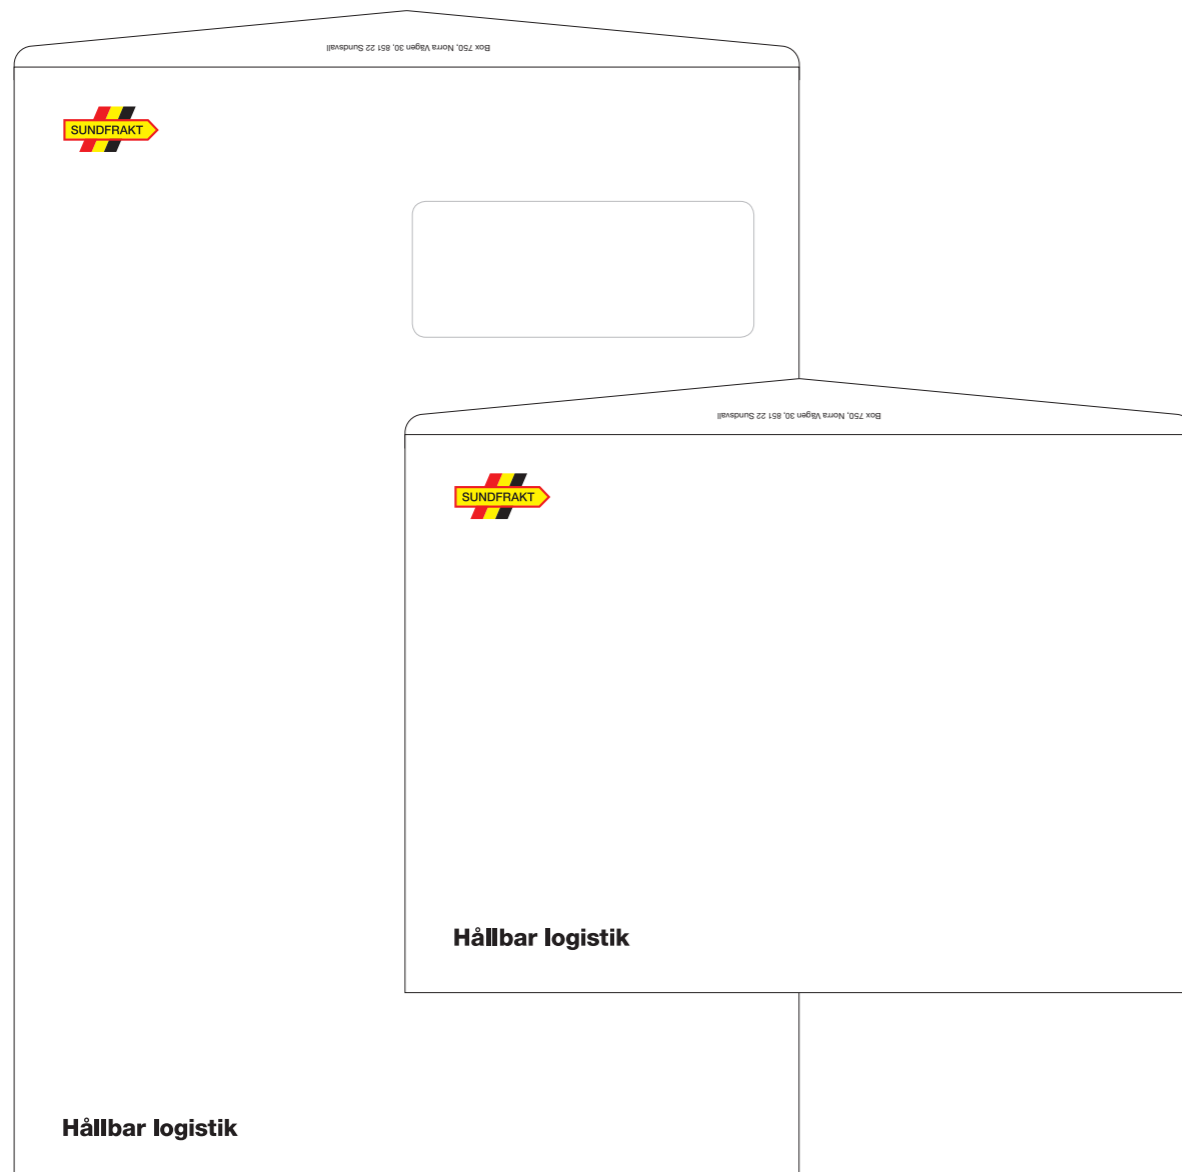 Box 750, Norra Vägen 30, 851 22 Sundsvall
SUNDFRAKT
Box 750, Norra Vägen 30, 851 22 Sundsvall
SUNDFRAKT
Hållbar logistik
Hållbar logistik